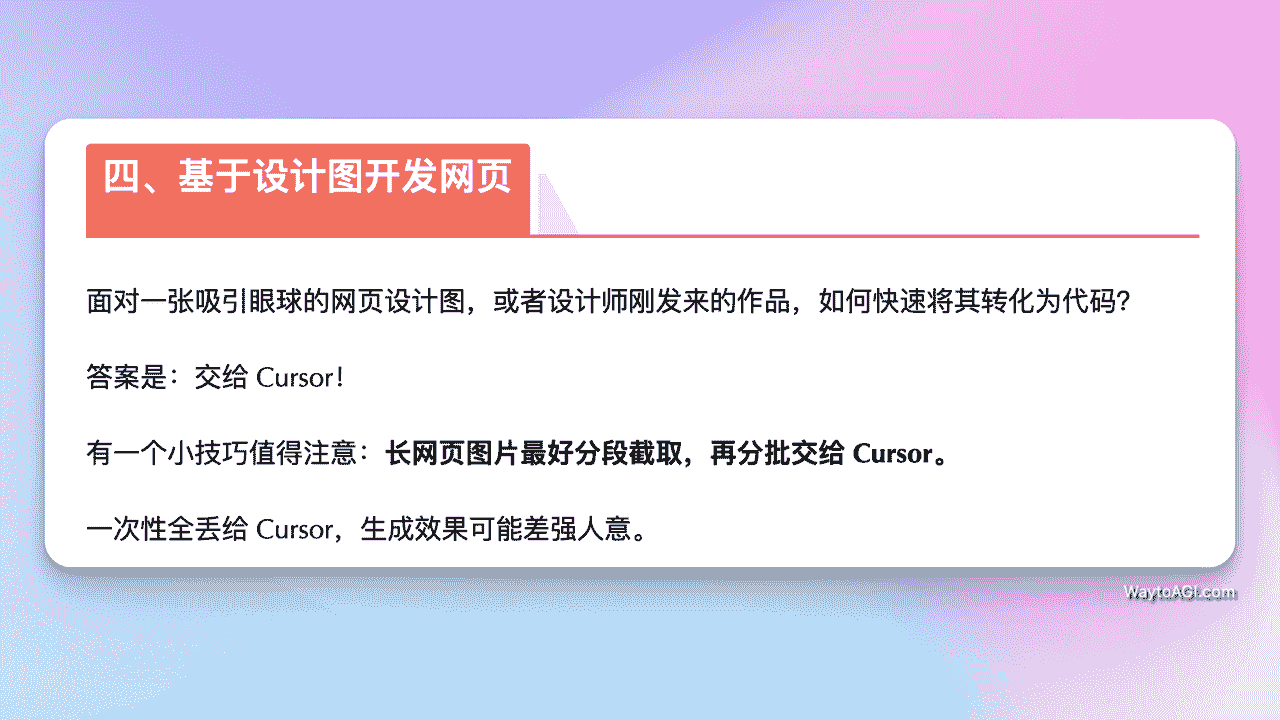 四、基于设计图开发网页
面对一张吸引眼球的网页设计图，或者设计师刚发来的作品，如何快速将其转化为代码？
答案是：交给 Cursor！
有一个小技巧值得注意：长网页图片最好分段截取，再分批交给 Cursor。
一次性全丢给 Cursor，生成效果可能差强人意。
WaytoAGI.com